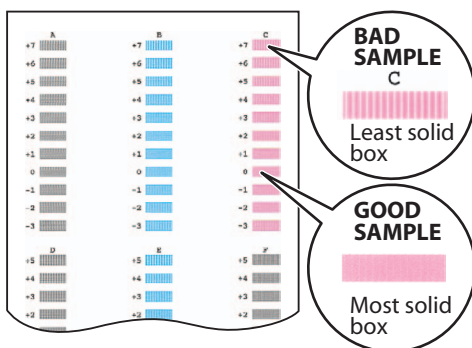 A B C
+7 +7 +7
+6 +6 +6
+5 +5 +5
+4 +4 +4
+3 +3 +3
+2 +2 +2
+1 +1 +1
0 0 0
-1 -1 -1
-2 -2 -2
-3 -3 -3
D E F
+5 +5 +5
+4 +4 +4
+3 +3 +3
+2 +2 +2
BAD
SAMPLE
C
Least solid
box
GOOD
SAMPLE
Most solid
box